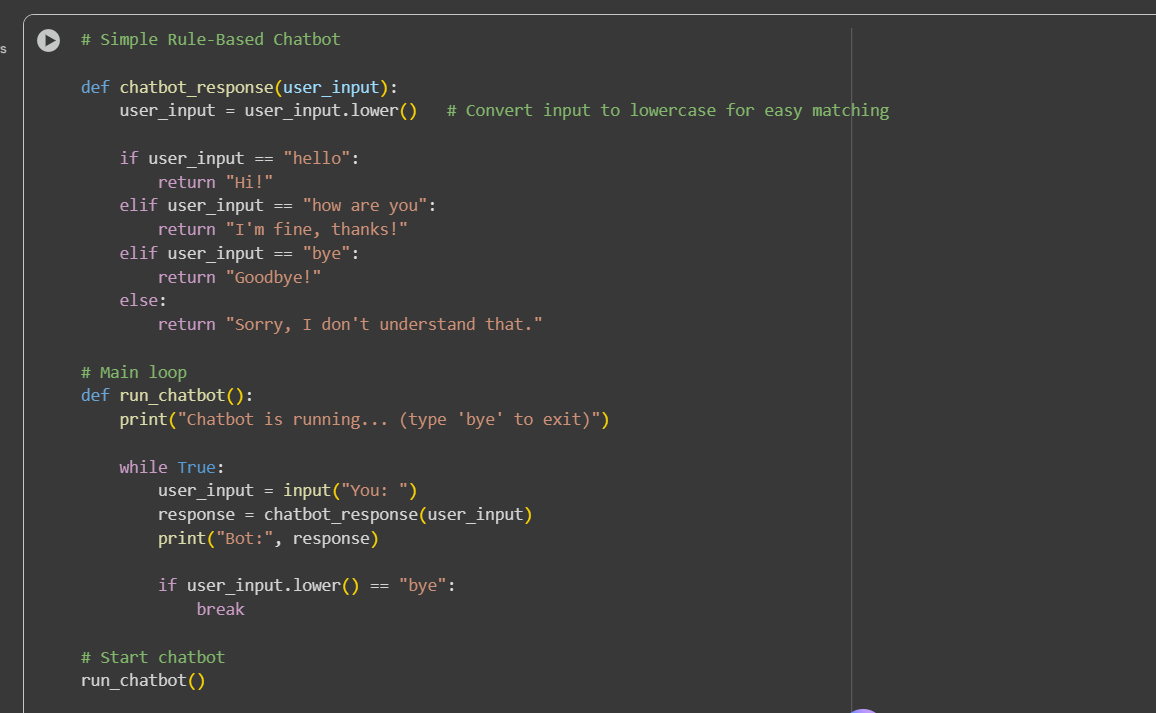 s
# Simple Rule-Based Chatbot
def chatbot_response(user_input):
    user_input = user_input.lower()   # Convert input to lowercase for easy matching
    if user_input == "hello":
        return "Hi!"
    elif user_input == "how are you":
        return "I'm fine, thanks!"
    elif user_input == "bye":
        return "Goodbye!"
    else:
        return "Sorry, I don't understand that."
# Main loop
def run_chatbot():
    print("Chatbot is running... (type 'bye' to exit)")
    while True:
        user_input = input("You: ")
        response = chatbot_response(user_input)
        print("Bot:", response)
        if user_input.lower() == "bye":
            break
# Start chatbot
run_chatbot()